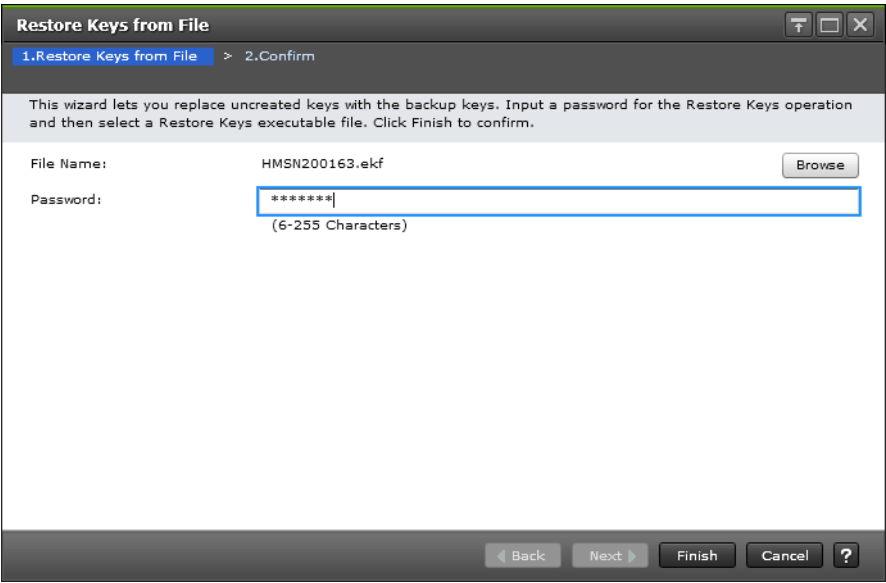 Restore Keys from File
1.Restore Keys from File > 2.Confirm
This wizard lets you replace uncreated keys with the backup keys. Input a password for the Restore Keys operation
and then select a Restore Keys executable file. Click Finish to confirm.
File Name: HMSN200163.ekf Browse
Password: *******
(6-255 Characters)
Back Next Finish Cancel ?